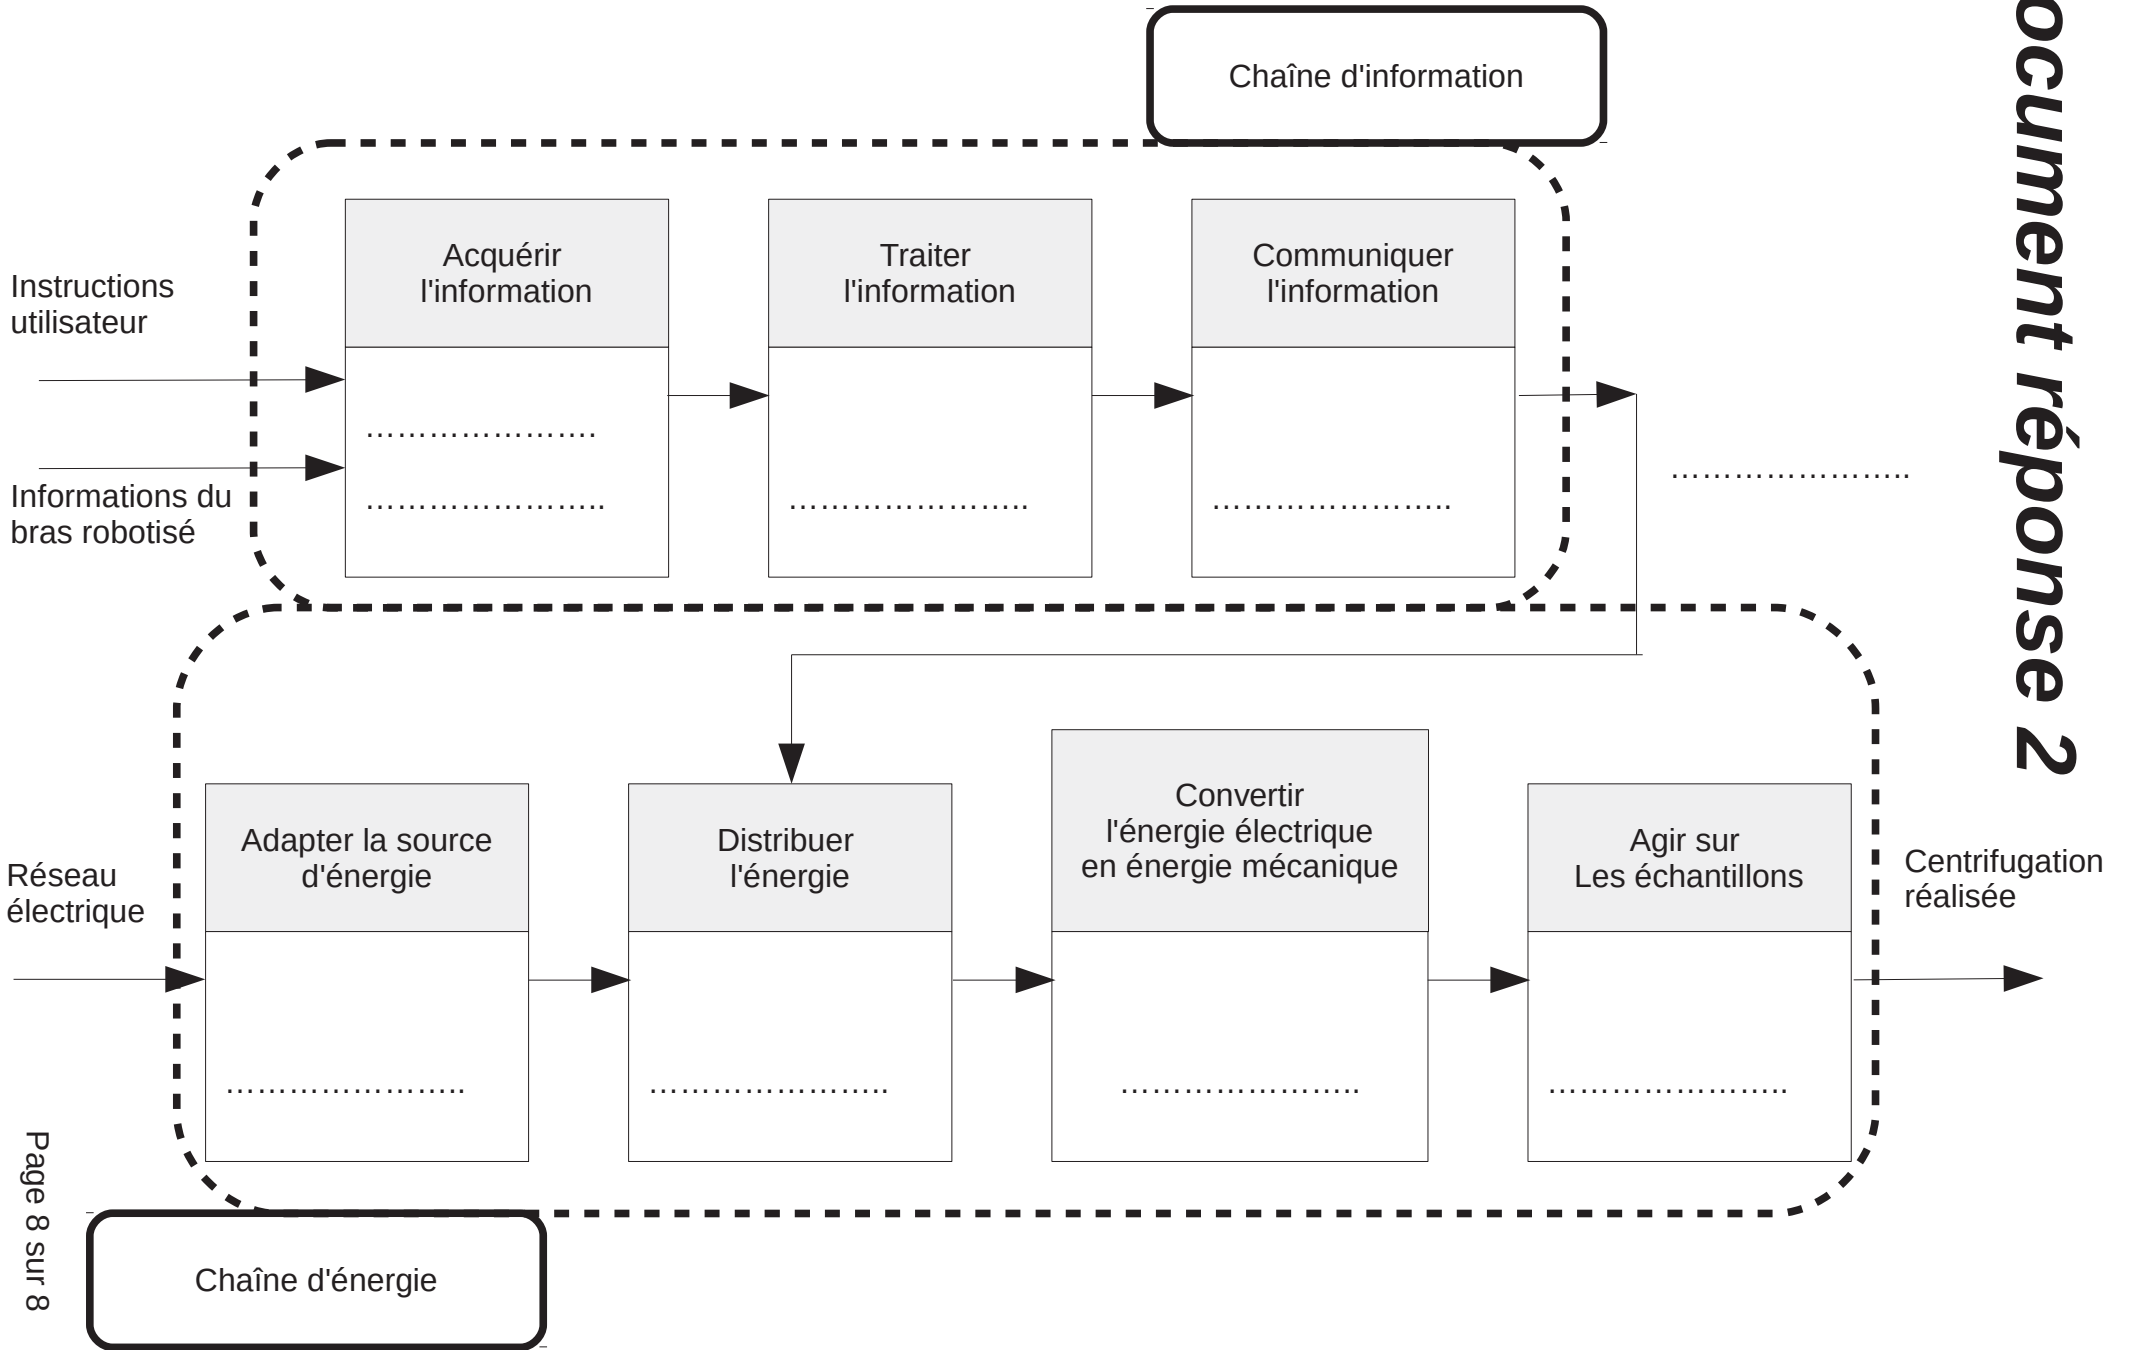 Chaîne d'information
Acquérir
l'information
Traiter
l'information
Communiquer
l'information
Instructions
utilisateur
………………….
…………………..
…………………..
…………………..
…………………..
Informations du
bras robotisé
Adapter la source
d'énergie
Distribuer
l'énergie
Convertir
l'énergie électrique
en énergie mécanique
Agir sur
Les échantillons
Réseau
électrique
Centrifugation
réalisée
…………………..
…………………..
…………………..
…………………..
Chaîne d'énergie
Page 8 sur 8
ocument réponse 2